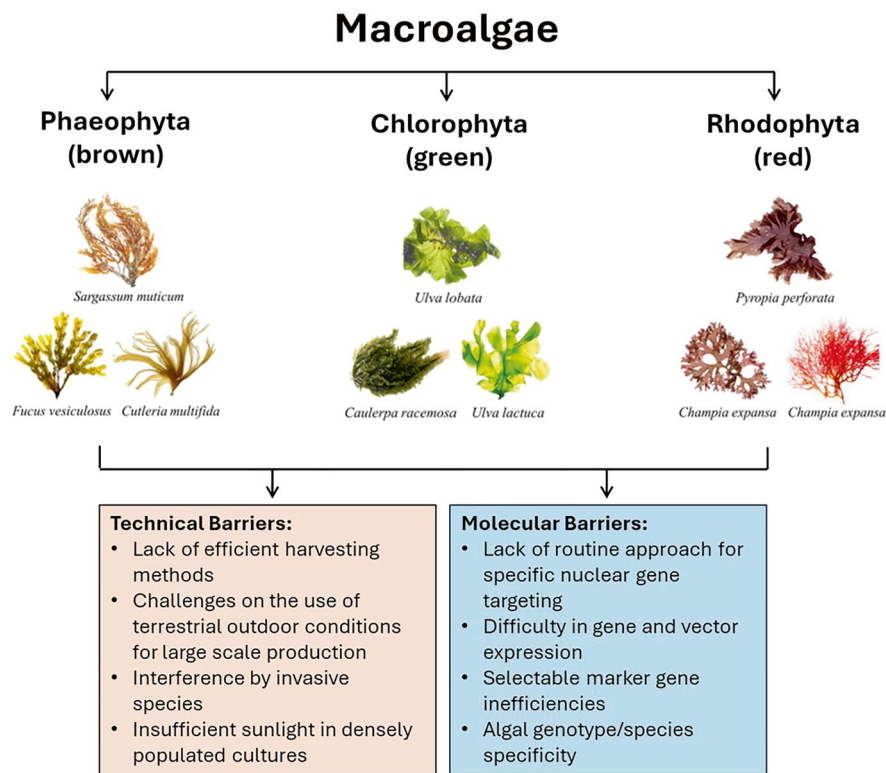 Macroalgae
Phaeophyta
(brown)
Chlorophyta
(green)
Rhodophyta
(red)
Sargassum muticum
Ulva lobata
Pyropia perforata
Fucus vesiculosus
Cutleria multifida
Caulerpa racemosa
Ulva lactuca
Champia expansa
Champia expansa
Technical Barriers:
• Lack of efficient harvesting
methods
• Challenges on the use of
terrestrial outdoor conditions
for large scale production
• Interference by invasive
species
• Insufficient sunlight in densely
populated cultures
Molecular Barriers:
• Lack of routine approach for
specific nuclear gene
targeting
• Difficulty in gene and vector
expression
• Selectable marker gene
inefficiencies
• Algal genotype/species
specificity